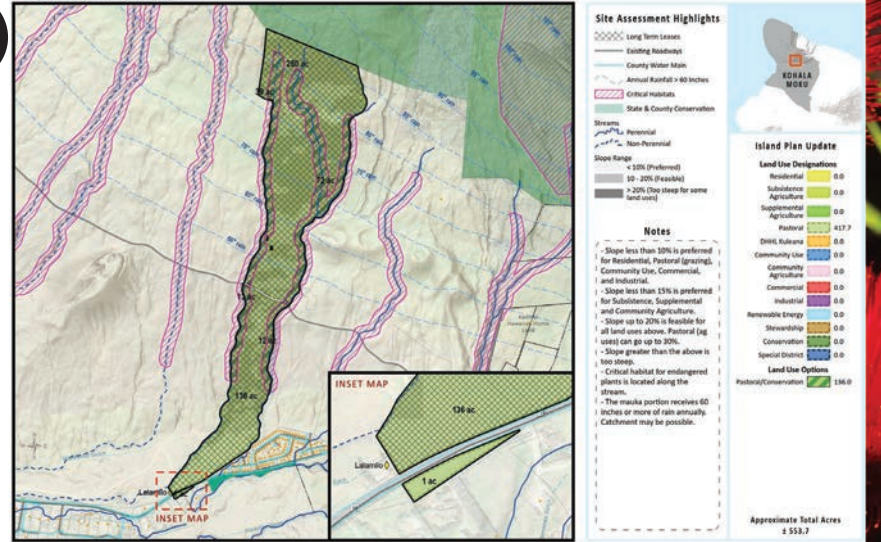 260 ac
39 ac
73 ac
15 ac
12 ac
136 ac
Lalamilo
INSET MAP
INSET MAP
136 ac
Lalamilo
1 ac
Site Assessment Highlights
Long Term Leases
Existing Roadways
County Water Main
Annual Rainfall > 60 Inches
Critical Habitats
State & County Conservation
Streams
Perennial
Non-Perennial
Slope Range
< 10% (Preferred)
10 - 20% (Feasible)
> 20% (Too steep for some
land uses)
Notes
- Slope less than 10% is preferred
for Residential, Pastoral (grazing),
Community Use, Commercial,
and Industrial.
- Slope less than 15% is preferred
for Subsistence, Supplemental
and Community Agriculture.
- Slope up to 20% is feasible for
all land uses above. Pastoral (ag
uses) can go up to 30%.
- Slope greater than the above is
too steep.
- Critical habitat for endangered
plants is located along the
stream.
- The mauka portion receives 60
inches or more of rain annually.
Catchment may be possible.
KOHALA
MOKU
Island Plan Update
Land Use Designations
Residential 0.0
Subsistence
Agriculture 0.0
Supplemental
Agriculture 0.0
Pastoral 417.7
DHHL Kuleana 0.0
Community Use 0.0
Community
Agriculture 0.0
Commercial 0.0
Industrial 0.0
Renewable Energy 0.0
Stewardship 0.0
Conservation 0.0
Special District 0.0
Land Use Options
Pastoral/Conservation 136.0
Approximate Total Acres
± 553.7